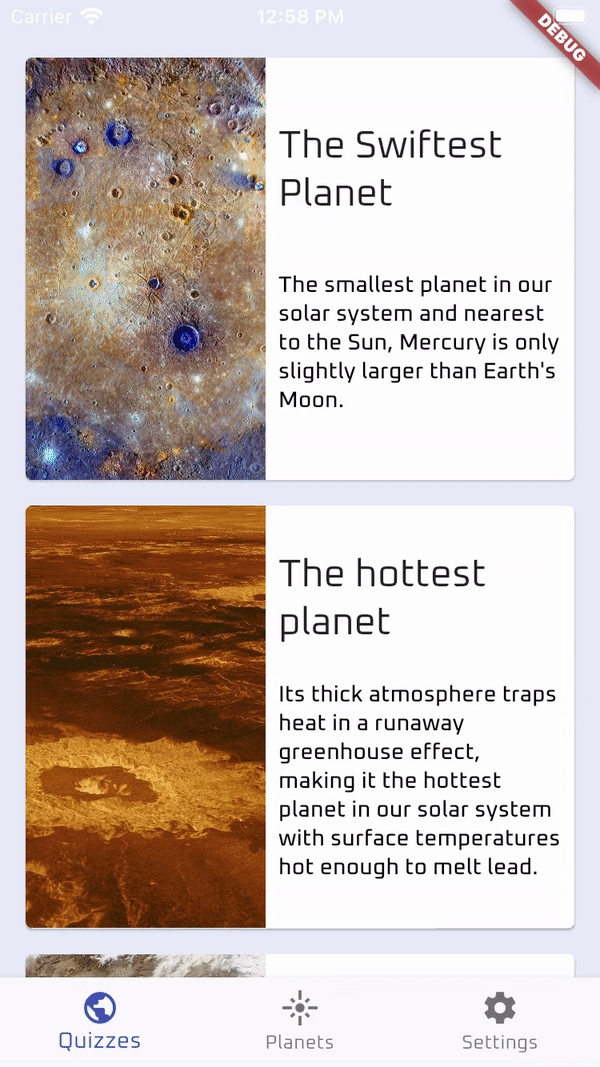 Carrier 12:58 PM
DEBUG
The Swiftest
Planet
The smallest planet in our
solar system and nearest
to the Sun, Mercury is only
slightly larger than Earth's
Moon.
The hottest
planet
Its thick atmosphere traps
heat in a runaway
greenhouse effect,
making it the hottest
planet in our solar system
with surface temperatures
hot enough to melt lead.
Quizzes Planets Settings